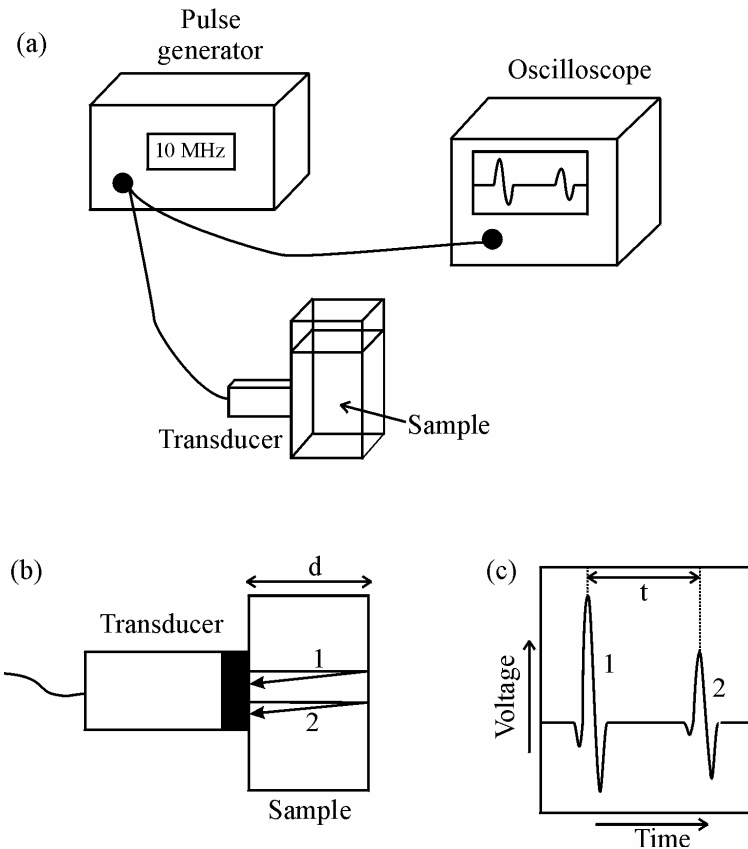 (a)
Pulse
generator
10 MHz
Oscilloscope
Transducer
Sample
(b)
d
Transducer
1
2
Sample
(c)
t
Voltage
1
2
Time